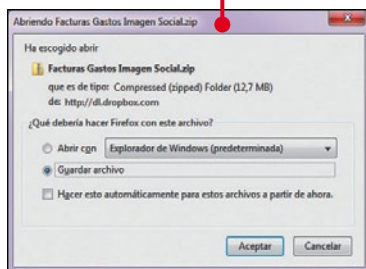 Abriendo Facturas Gastos Imagen Social.zip
Ha escogido abrir
Facturas Gastos Imagen Social.zip
que es de tipo: Compressed (zipped) Folder (12,7 MB)
de: http://dl.dropbox.com
¿Qué debería hacer Firefox con este archivo?
Abrir con Explorador de Windows (predeterminada)
Guardar archivo
Hacer esto automáticamente para estos archivos a partir de ahora.
Aceptar Cancelar